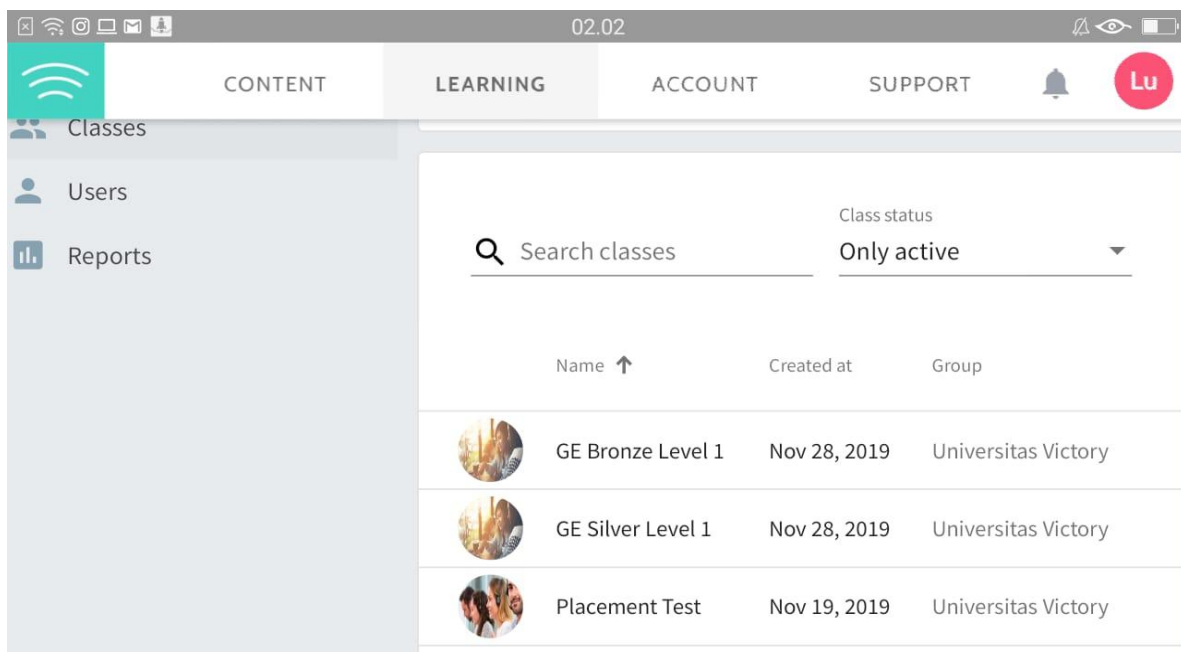 02.02
CONTENT LEARNING ACCOUNT SUPPORT Lu
Classes
Users
Reports
Class status
Search classes Only active
Name Created at Group
GE Bronze Level 1 Nov 28, 2019 Universitas Victory
GE Silver Level 1 Nov 28, 2019 Universitas Victory
Placement Test Nov 19, 2019 Universitas Victory